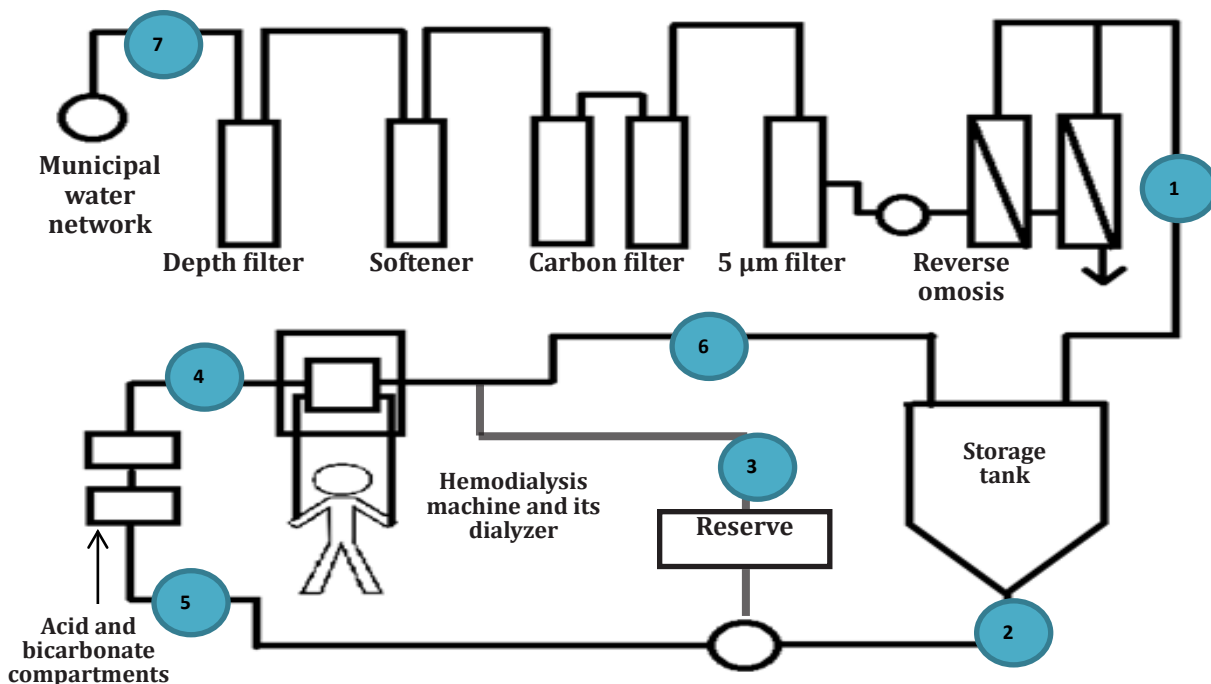 7
Municipal
water
network
Depth filter
Softener
Carbon filter
5 µm filter
Reverse
omosis
1
4
6
3
Storage
tank
Hemodialysis
machine and its
dialyzer
Reserve
5
2
Acid and
bicarbonate
compartments